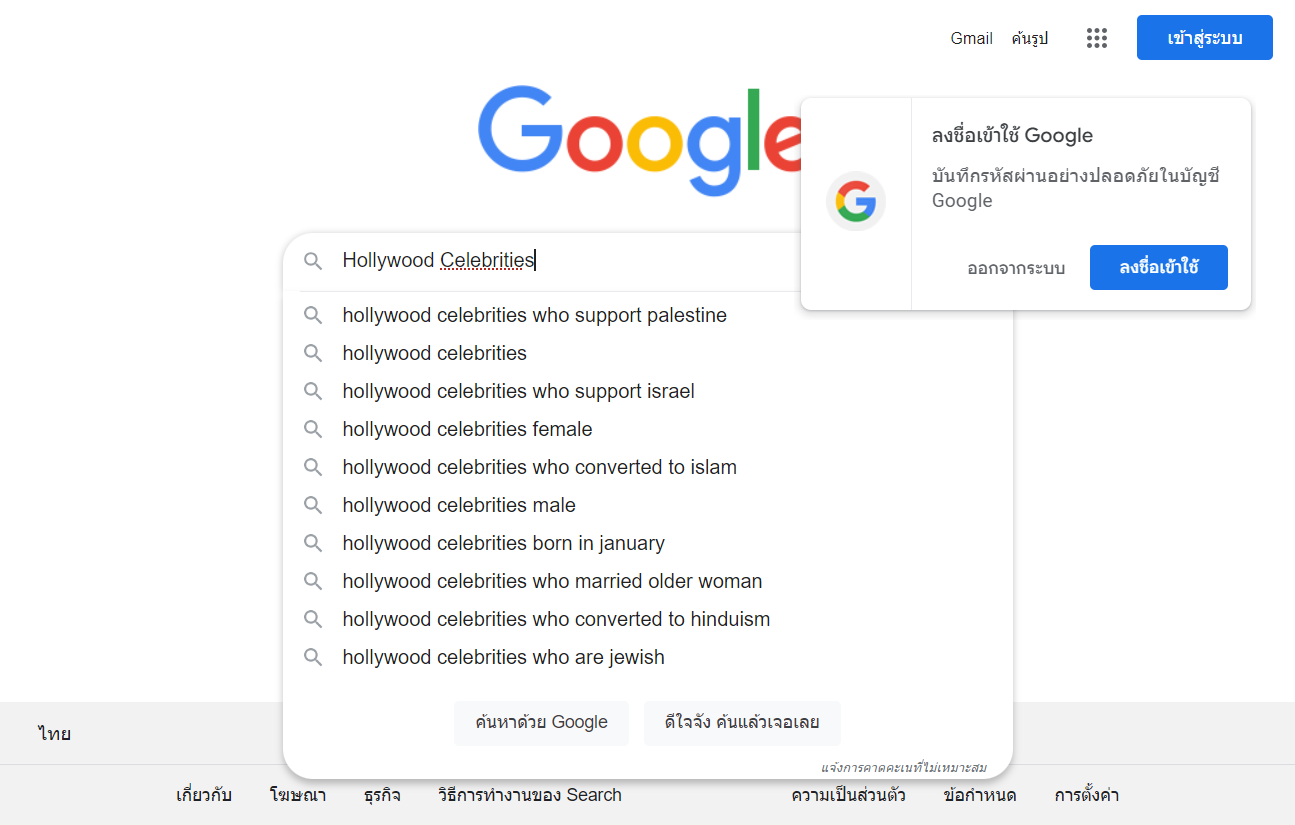 Gmail ค้นรูป เข้าสู่ระบบ
Google
ลงชื่อเข้าใช้ Google
บันทึกรหัสผ่านอย่างปลอดภัยในบัญชี
Google
ออกจากระบบ ลงชื่อเข้าใช้
Hollywood Celebrities
hollywood celebrities who support palestine
hollywood celebrities
hollywood celebrities who support israel
hollywood celebrities female
hollywood celebrities who converted to islam
hollywood celebrities male
hollywood celebrities born in january
hollywood celebrities who married older woman
hollywood celebrities who converted to hinduism
hollywood celebrities who are jewish
ค้นหาด้วย Google ดีใจจัง ค้นแล้วเจอเลย
แจ้งการคาดคะเนที่ไม่เหมาะสม
ไทย
เกี่ยวกับ โฆษณา ธุรกิจ วิธีการทำงานของ Search ความเป็นส่วนตัว ข้อกำหนด การตั้งค่า